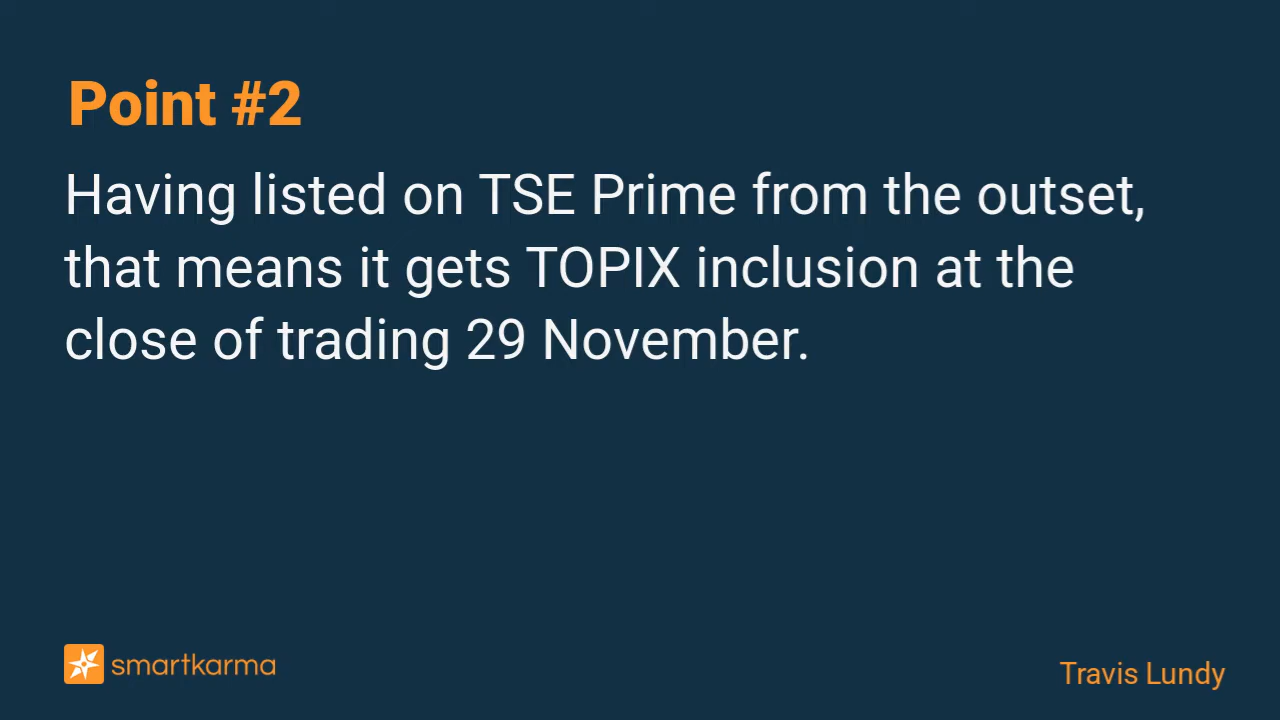 Point #2
Having listed on TSE Prime from the outset,
that means it gets TOPIX inclusion at the
close of trading 29 November.
smartkarma
Travis Lundy